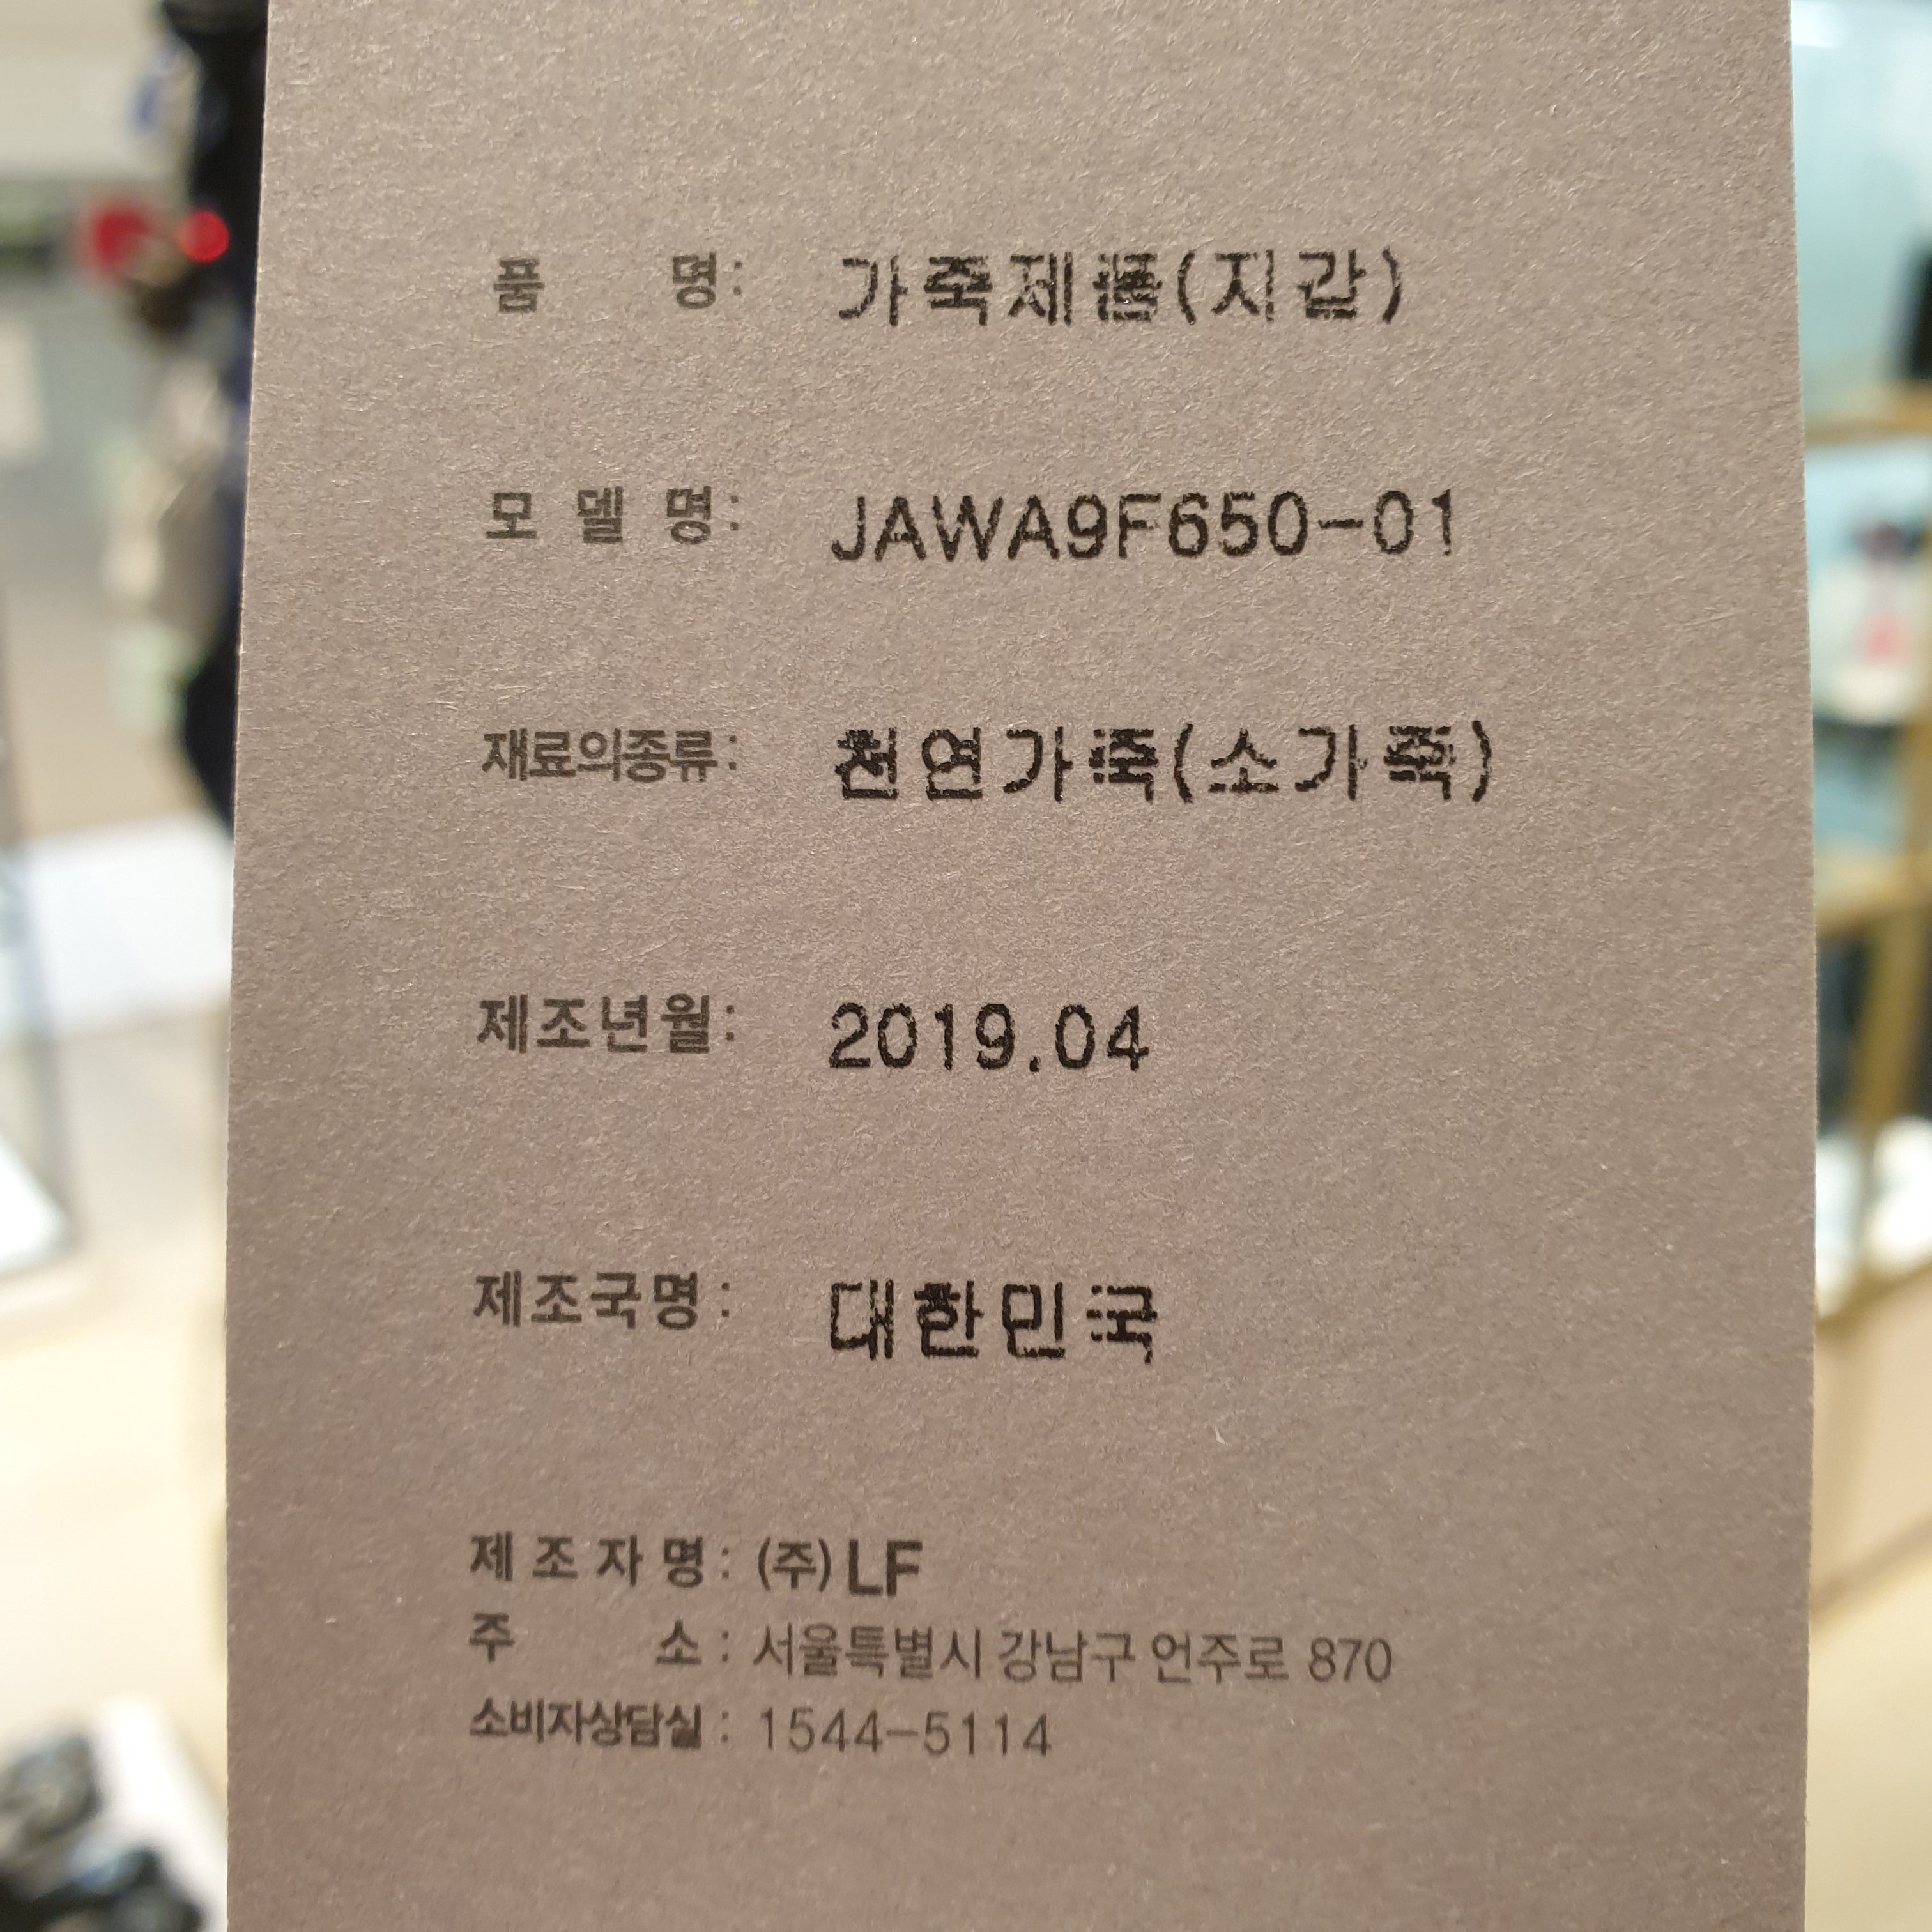 품 명: 가죽제품(지갑)
모 델 명: JAWA9F650-01
재료의종류: 천연가죽(소가죽)
제조년월: 2019.04
제조국명: 대한민국
제 조 자 명: (주)LF
주 소: 서울특별시 강남구 언주로 870
소비자상담실: 1544-5114